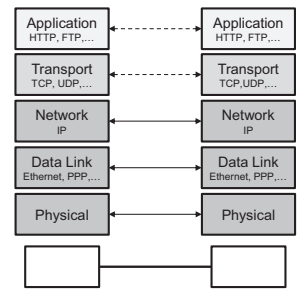 Application Application
HTTP, FTP,... HTTP, FTP,...
Transport Transport
TCP, UDP,... TCP,UDP,...
Network Network
IP IP
Data Link Data Link
Ethernet, PPP,... Ethernet, PPP,...
Physical Physical